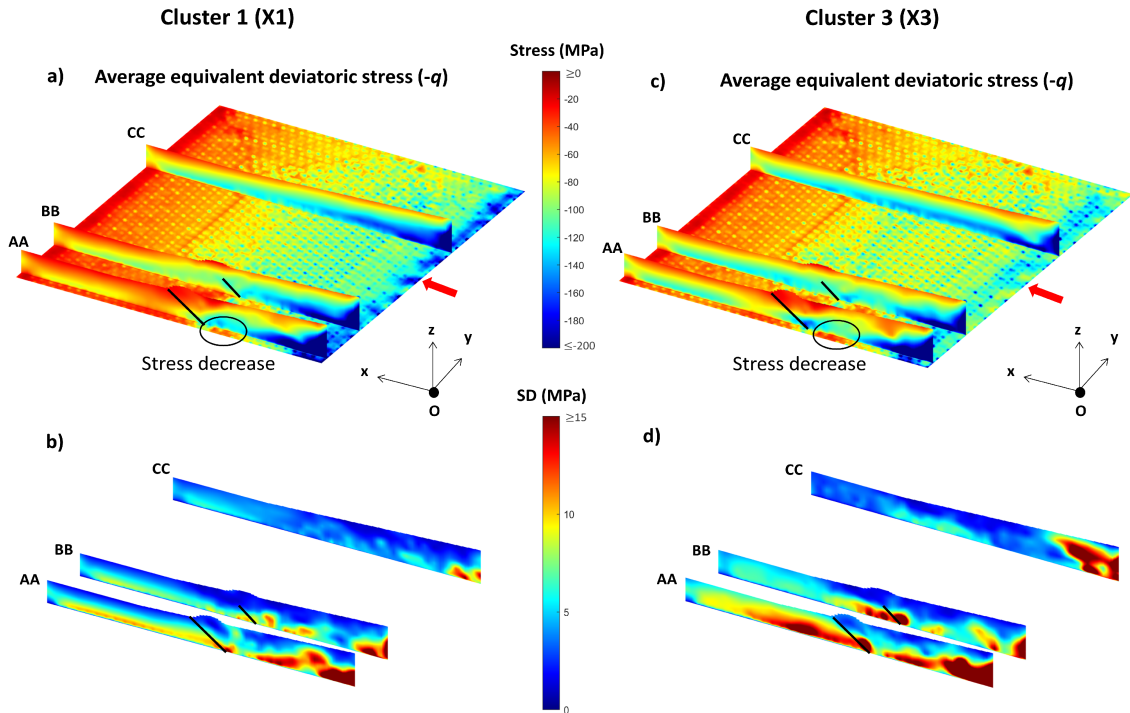 Cluster 1 (X1)
Cluster 3 (X3)
a)
Average equivalent deviatoric stress (-q)
Stress (MPa)
≥0
-20
-40
-60
-80
-100
-120
-140
-160
-180
≤-200
c)
Average equivalent deviatoric stress (-q)
CC
BB
AA
Stress decrease
z
y
x
O
CC
BB
AA
Stress decrease
z
y
x
O
b)
CC
BB
AA
SD (MPa)
≥15
10
5
0
d)
CC
BB
AA